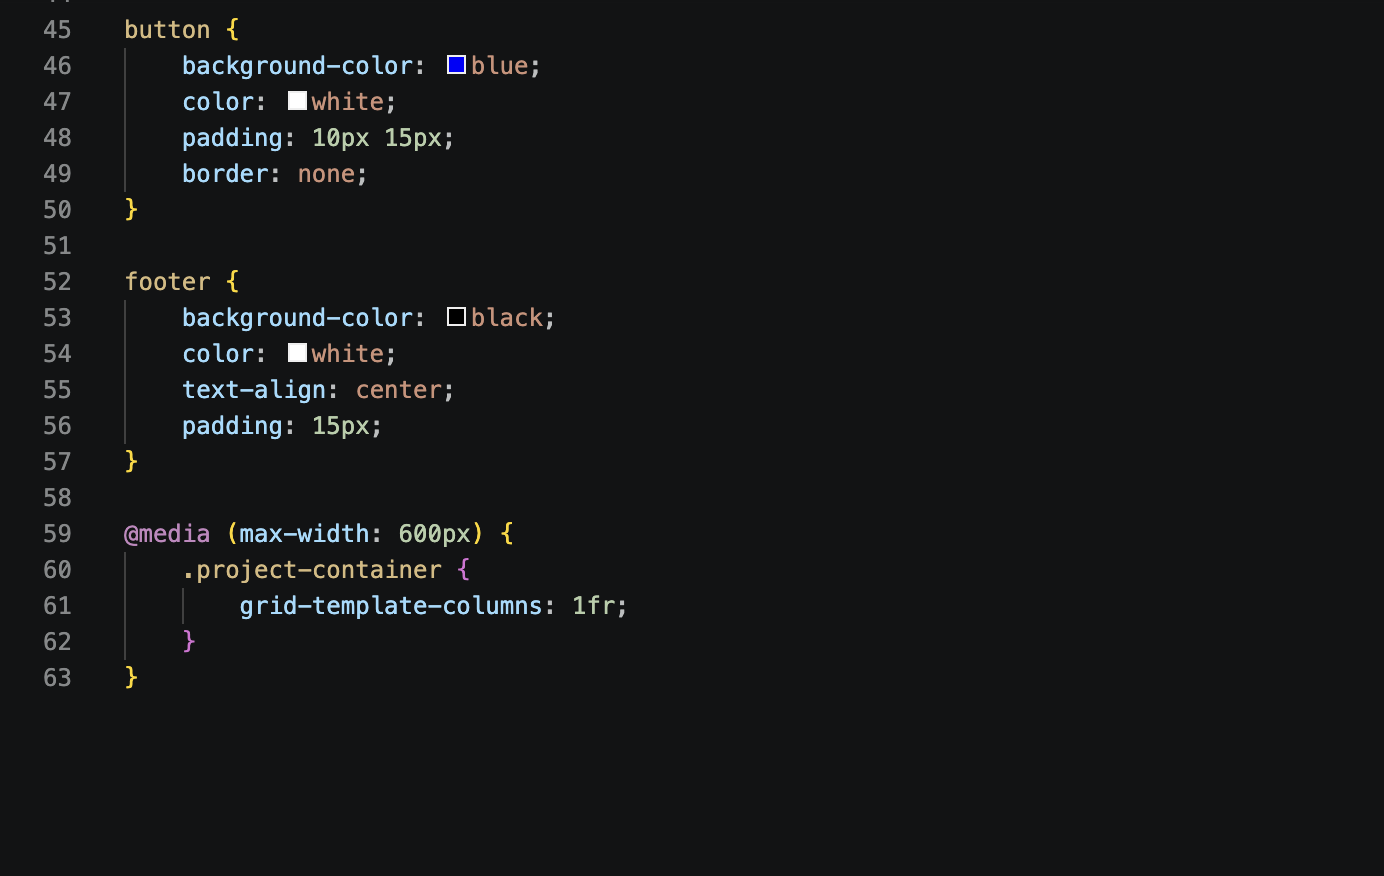 45 button {
46     background-color: blue;
47     color: white;
48     padding: 10px 15px;
49     border: none;
50 }
51
52 footer {
53     background-color: black;
54     color: white;
55     text-align: center;
56     padding: 15px;
57 }
58
59 @media (max-width: 600px) {
60     .project-container {
61         grid-template-columns: 1fr;
62     }
63 }